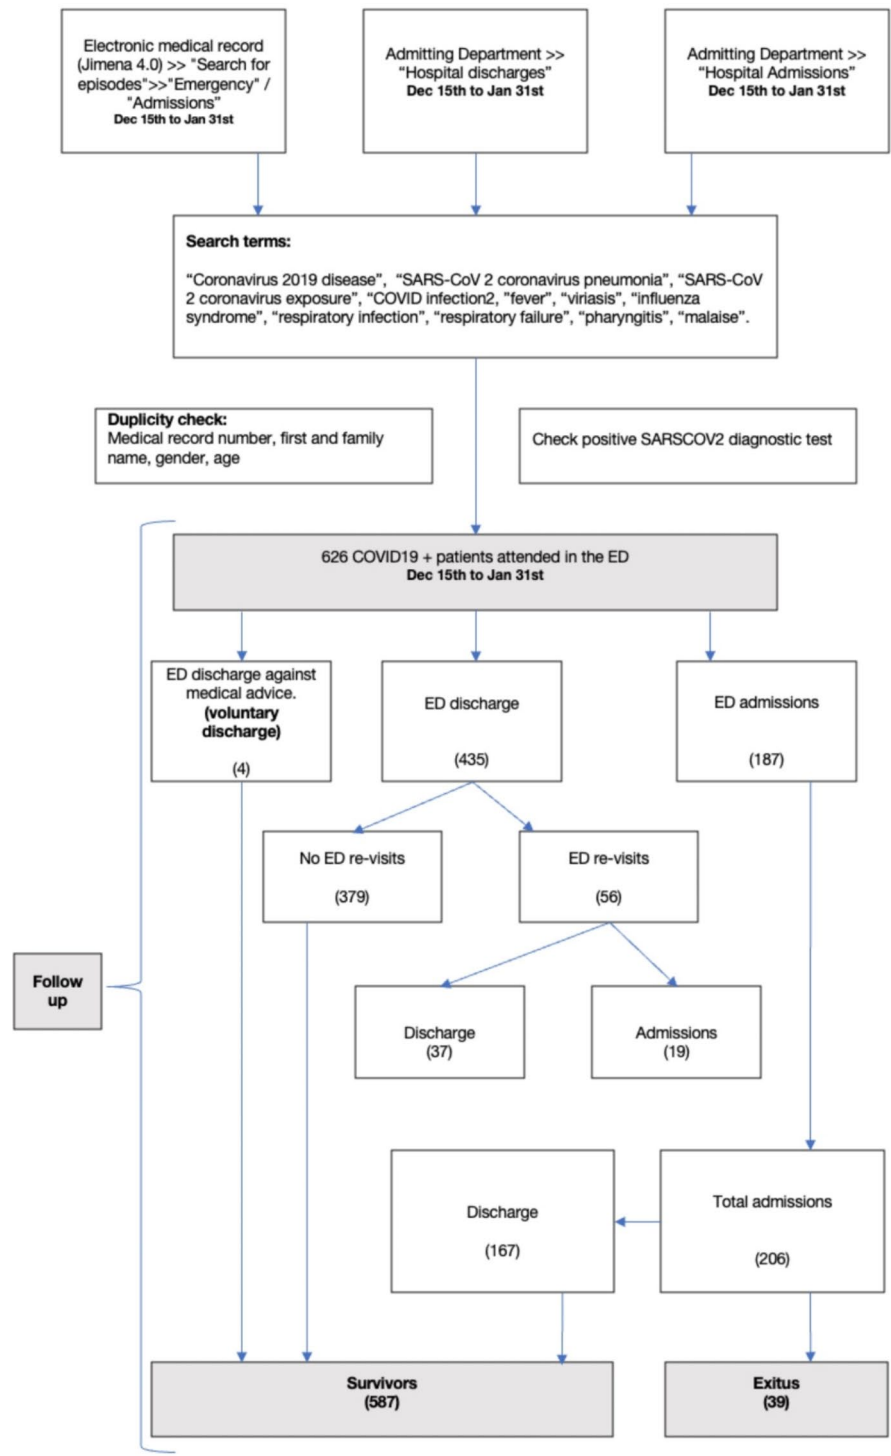 Electronic medical record
(Jimena 4.0) >> "Search for
episodes">>"Emergency" /
"Admissions”
Dec 15th to Jan 31st
Admitting Department >>
“Hospital discharges”
Dec 15th to Jan 31st
Admitting Department >>
“Hospital Admissions”
Dec 15th to Jan 31st
Search terms:
“Coronavirus 2019 disease”, “SARS-CoV 2 coronavirus pneumonia”, “SARS-CoV
2 coronavirus exposure”, “COVID infection2, ”fever”, “viriasis”, “influenza
syndrome”, “respiratory infection”, “respiratory failure”, “pharyngitis”, “malaise”.
Duplicity check:
Medical record number, first and family
name, gender, age
Check positive SARSCOV2 diagnostic test
626 COVID19 + patients attended in the ED
Dec 15th to Jan 31st
ED discharge against
medical advice.
(voluntary
discharge)
(4)
ED discharge
(435)
ED admissions
(187)
No ED re-visits
(379)
ED re-visits
(56)
Follow
up
Discharge
(37)
Admissions
(19)
Discharge
(167)
Total admissions
(206)
Survivors
(587)
Exitus
(39)